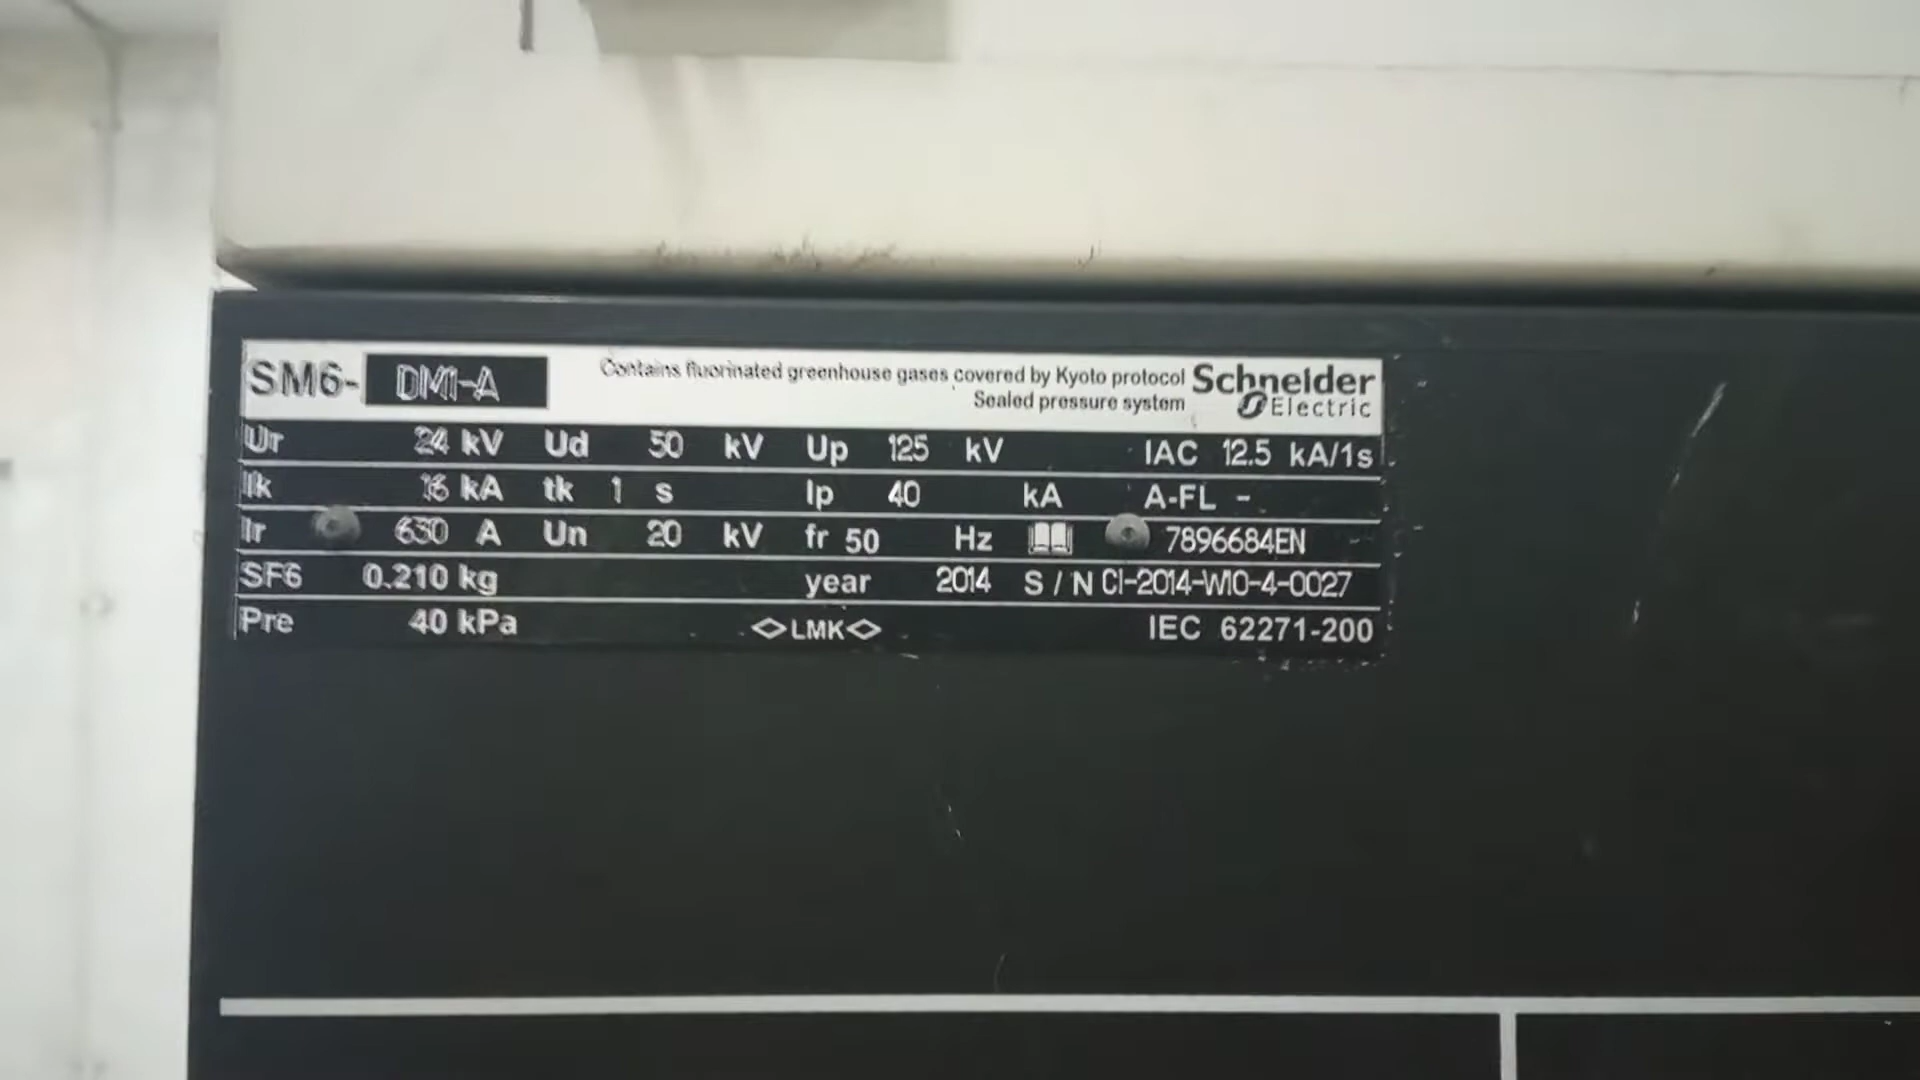 SM6- DM1-A Contains fluorinated greenhouse gases covered by Kyoto protocol Schneider
Sealed pressure system Electric
Ur 24 kV Ud 50 kV Up 125 kV IAC 12.5 kA/1s
Ik 16 kA tk 1 s Ip 40 kA A-FL -
Ir 630 A Un 20 kV fr 50 Hz 7896684EN
SF6 0.210 kg year 2014 S / N CI-2014-W10-4-0027
Pre 40 kPa <>LMK<> IEC 62271-200